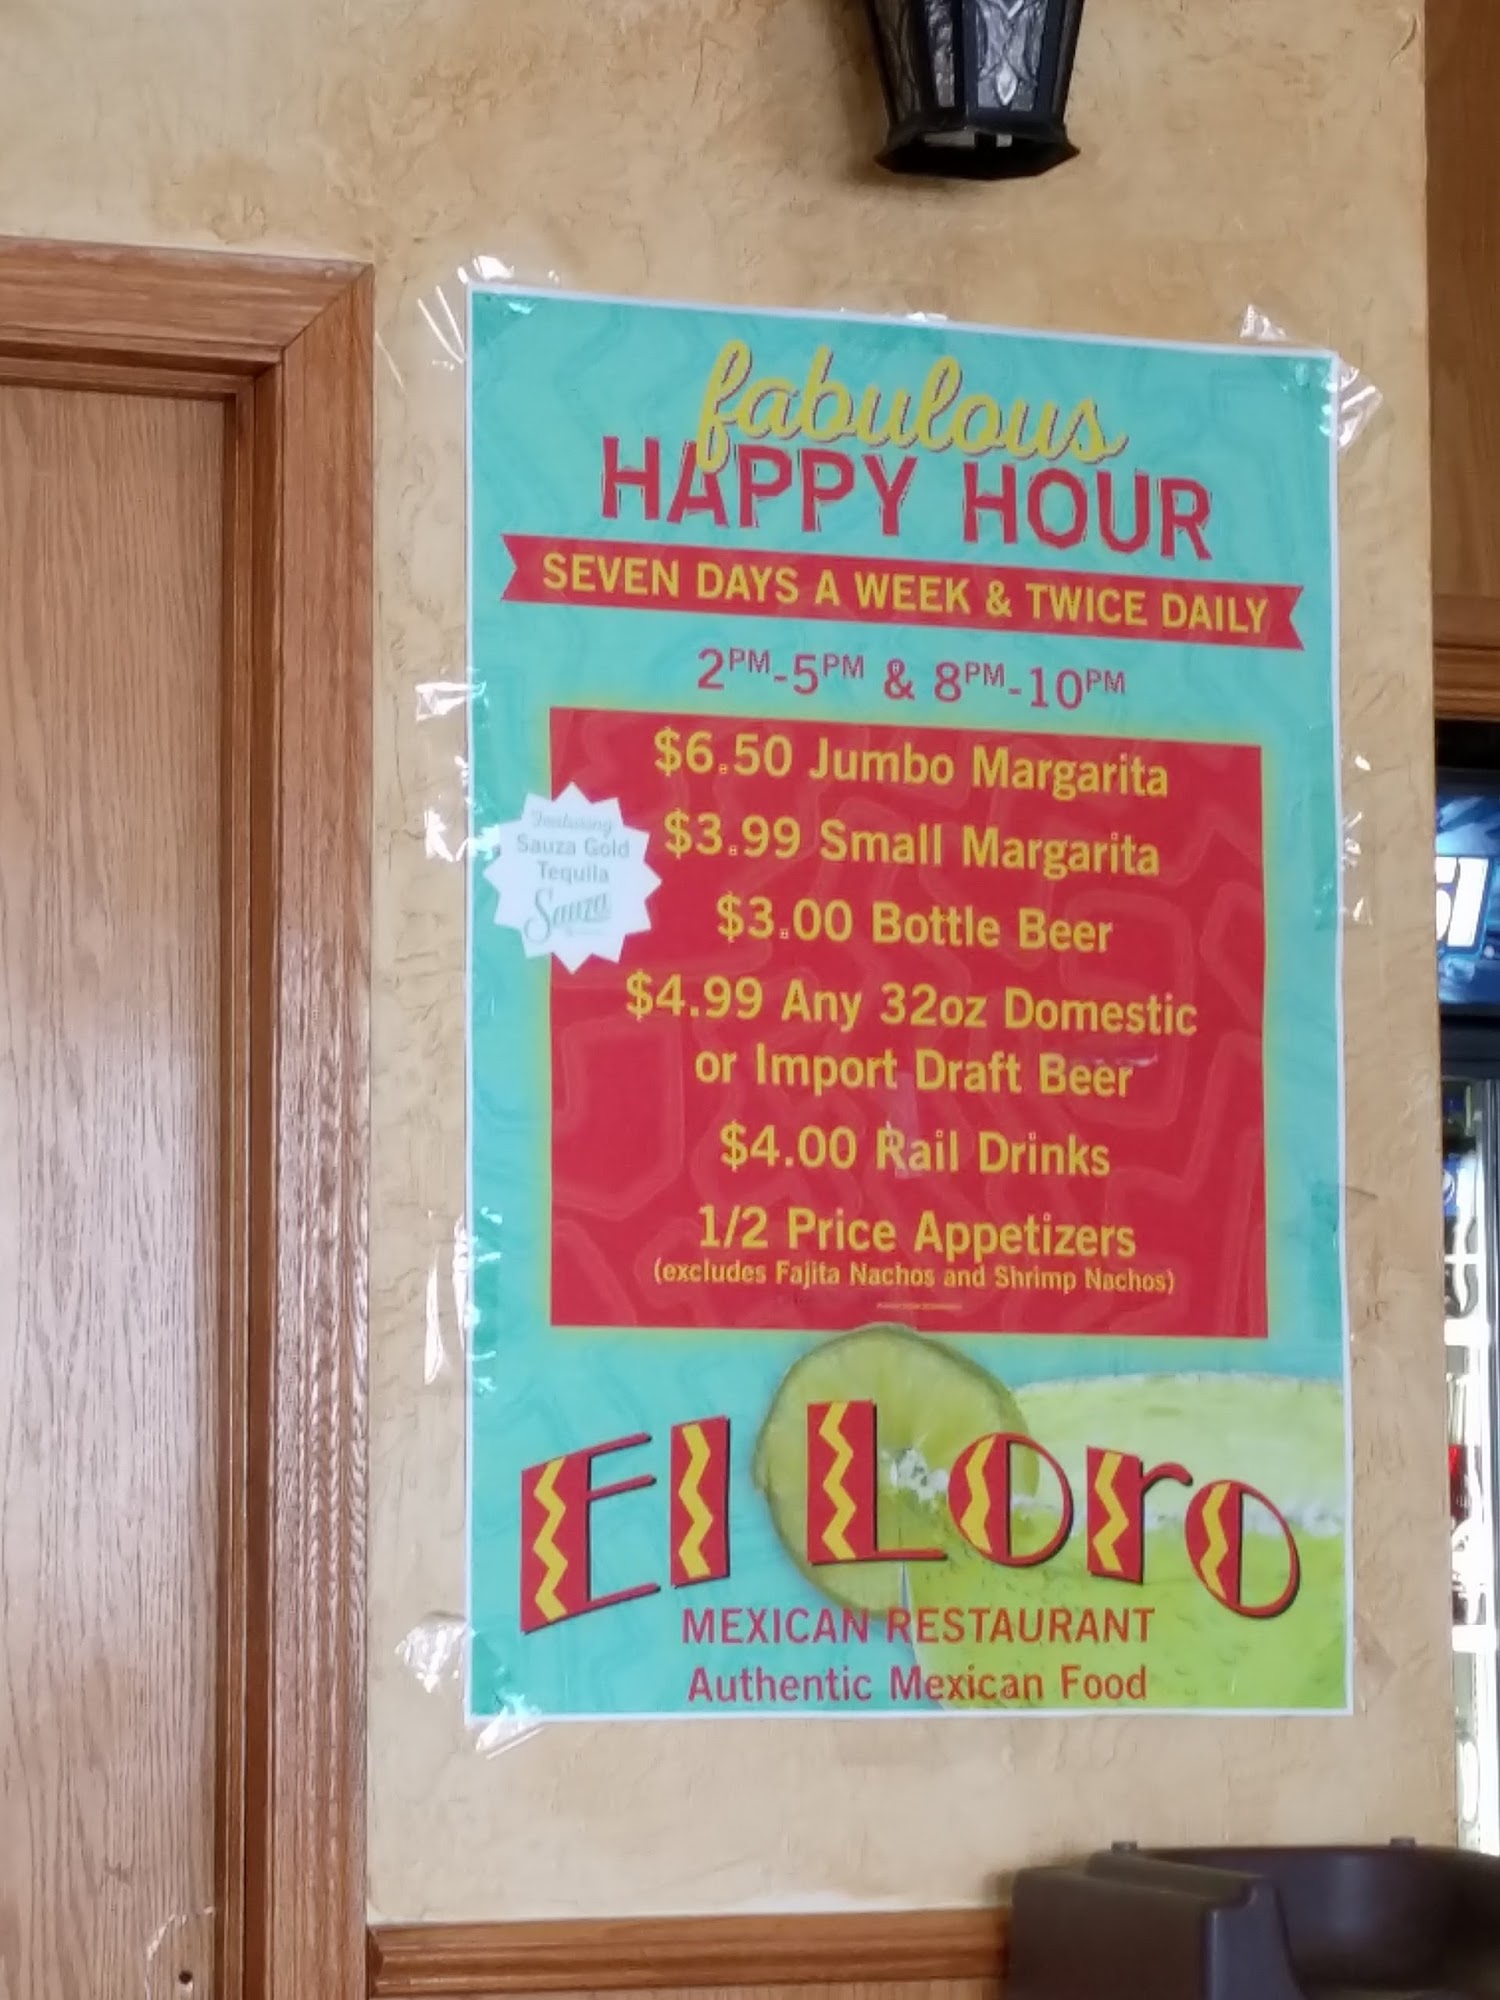 fabulous
HAPPY HOUR
SEVEN DAYS A WEEK & TWICE DAILY
2PM-5PM & 8PM-10PM
$6.50 Jumbo Margarita
$3.99 Small Margarita
Featuring
Sauza Gold
Tequila
Sauza
$3.00 Bottle Beer
$4.99 Any 32oz Domestic
or Import Draft Beer
$4.00 Rail Drinks
1/2 Price Appetizers
(excludes Fajita Nachos and Shrimp Nachos)
El Loro
MEXICAN RESTAURANT
Authentic Mexican Food